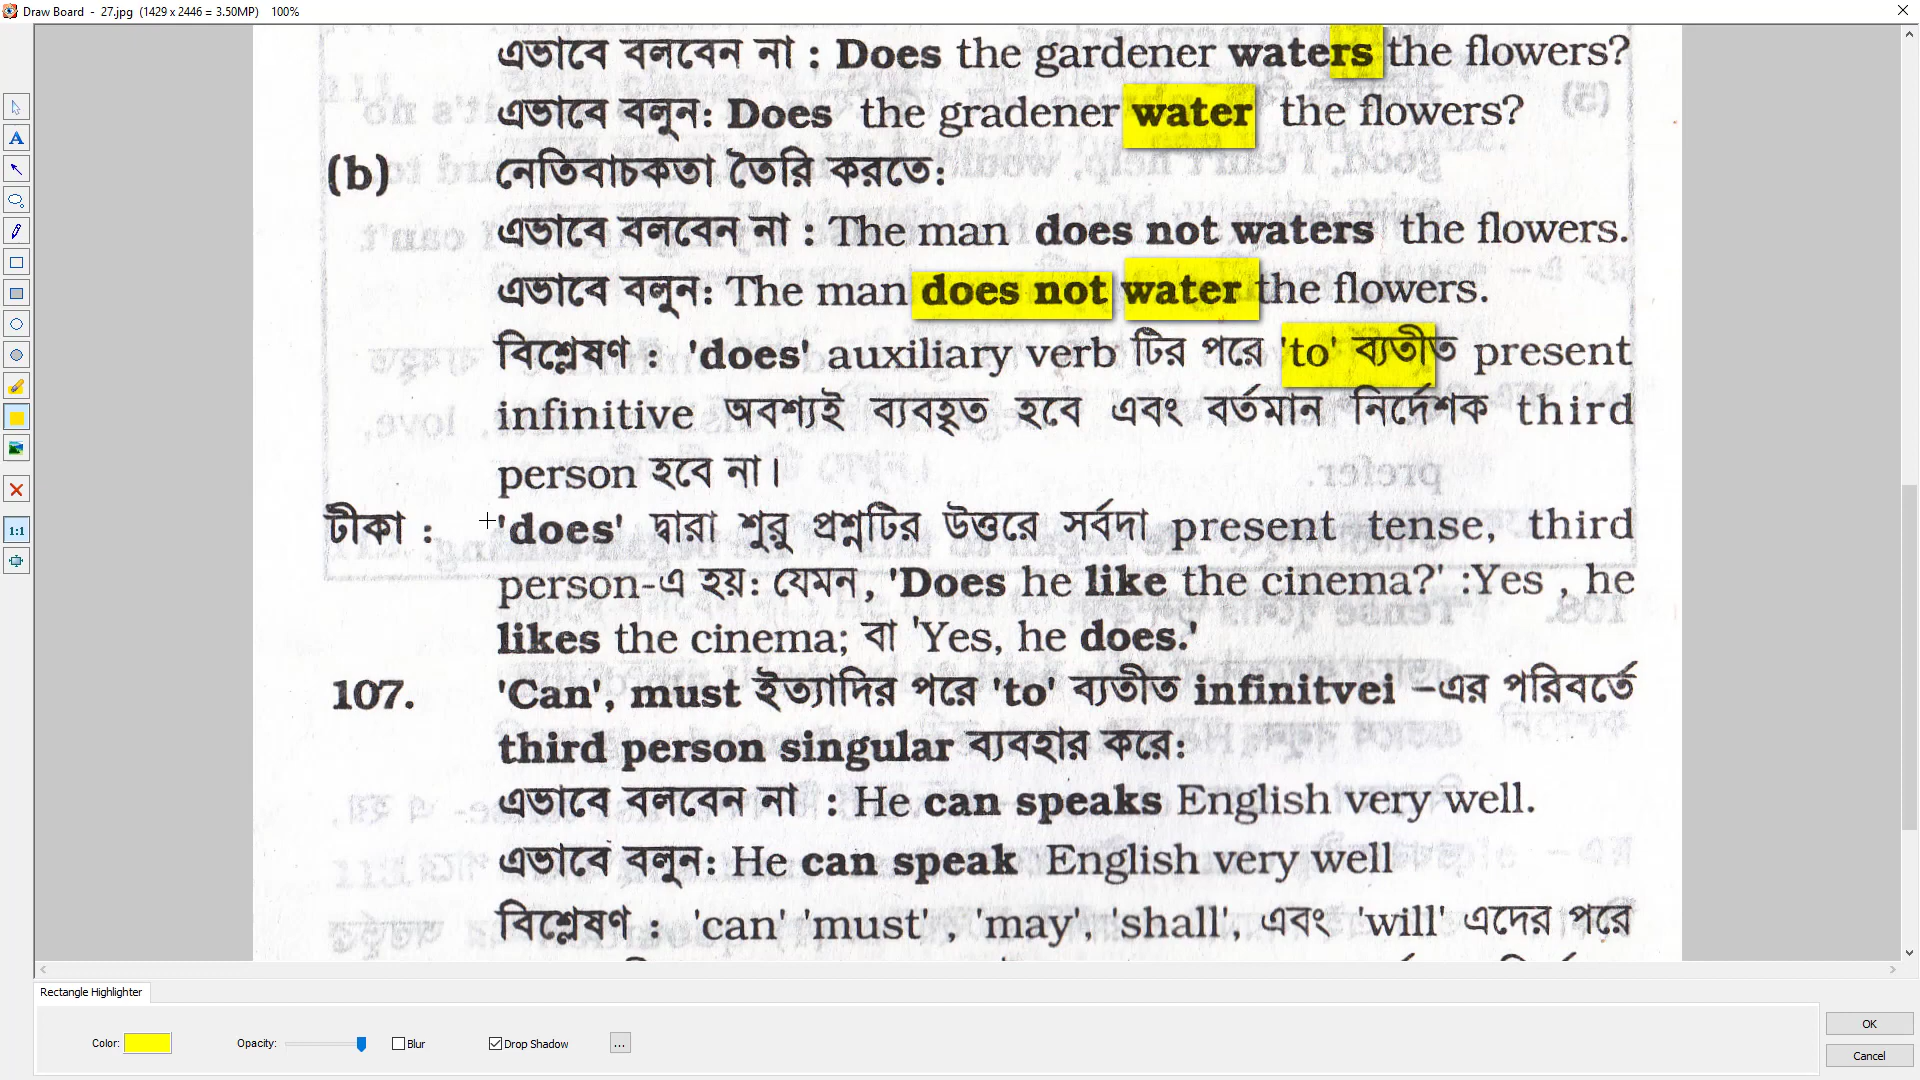 Draw Board - 27.jpg (1429 x 2446 = 3.50MP) 100%
এভাবে বলবেন না : Does the gardener waters the flowers?
এভাবে বলুন: Does the gradener water the flowers?
(b) নেতিবাচকতা তৈরি করতে:
এভাবে বলবেন না : The man does not waters the flowers.
এভাবে বলুন: The man does not water the flowers.
বিশ্লেষণ : 'does' auxiliary verb টির পরে 'to' ব্যতীত present
infinitive অবশ্যই ব্যবহৃত হবে এবং বর্তমান নির্দেশক third
person হবে না।
টীকা : 'does' দ্বারা শুরু প্রশ্নটির উত্তরে সর্বদা present tense, third
person-এ হয়: যেমন, 'Does he like the cinema?' :Yes , he
likes the cinema; বা 'Yes, he does.'
107. 'Can', must ইত্যাদির পরে 'to' ব্যতীত infinitvei –এর পরিবর্তে
third person singular ব্যবহার করে:
এভাবে বলবেন না : He can speaks English very well.
এভাবে বলুন: He can speak English very well
বিশ্লেষণ : 'can' 'must' , 'may', 'shall', এবং 'will' এদের পরে
1:1
Rectangle Highlighter
Color: Opacity: Blur Drop Shadow ...
OK
Cancel